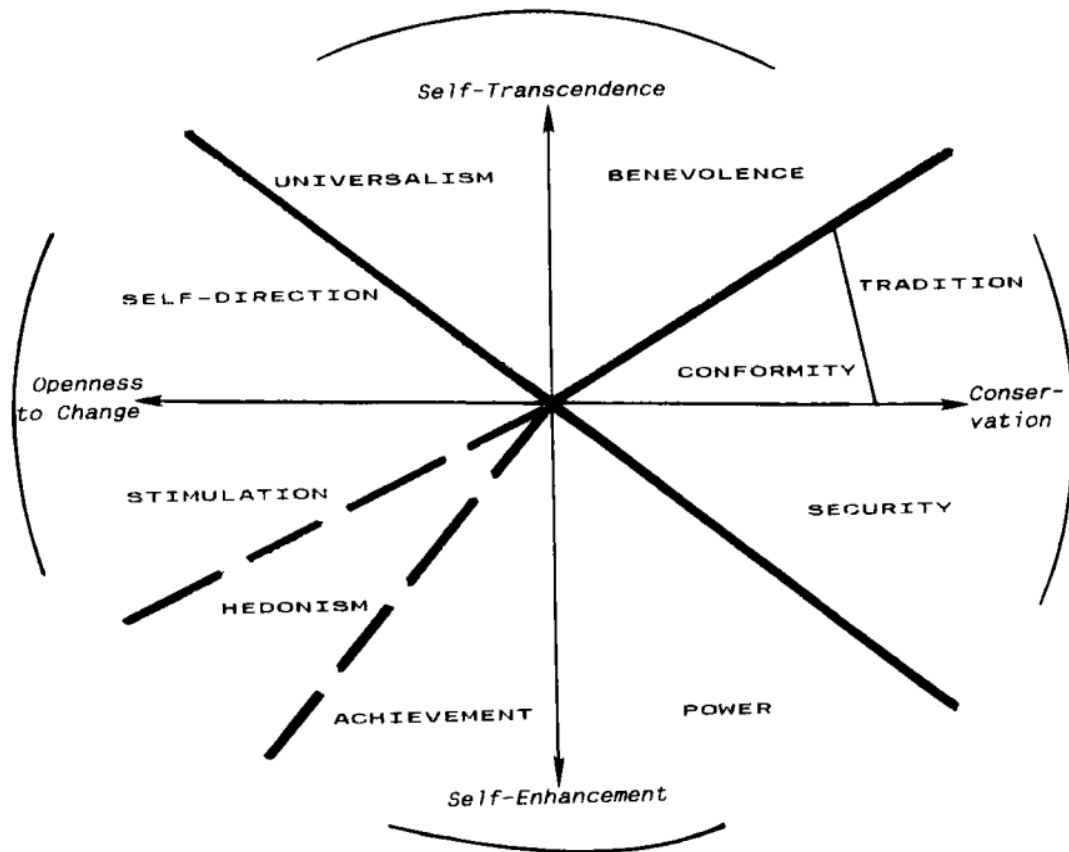 Self-Transcendence
UNIVERSALISM
BENEVOLENCE
SELF-DIRECTION
TRADITION
CONFORMITY
Openness
to Change
Conser-
vation
STIMULATION
SECURITY
HEDONISM
ACHIEVEMENT
POWER
Self-Enhancement